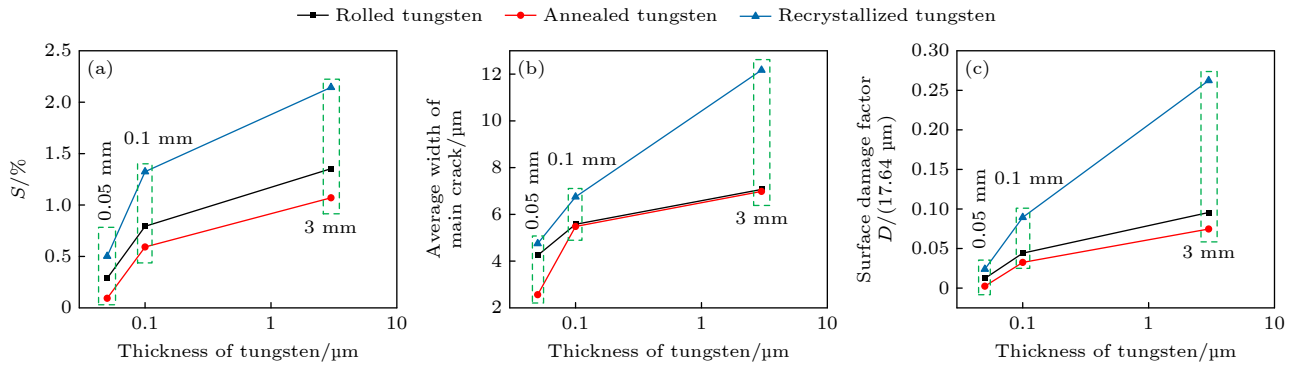 Rolled tungsten Annealed tungsten Recrystallized tungsten
(a)
S/%
2.5
2.0
1.5
1.0
0.5
0
0.05 mm
0.1 mm
3 mm
0.1 1 10
Thickness of tungsten/µm
(b)
Average width of
main crack/µm
12
10
8
6
4
2
0.05 mm
0.1 mm
3 mm
0.1 1 10
Thickness of tungsten/µm
(c)
Surface damage factor
D/(17.64 µm)
0.30
0.25
0.20
0.15
0.10
0.05
0
0.05 mm
0.1 mm
3 mm
0.1 1 10
Thickness of tungsten/µm